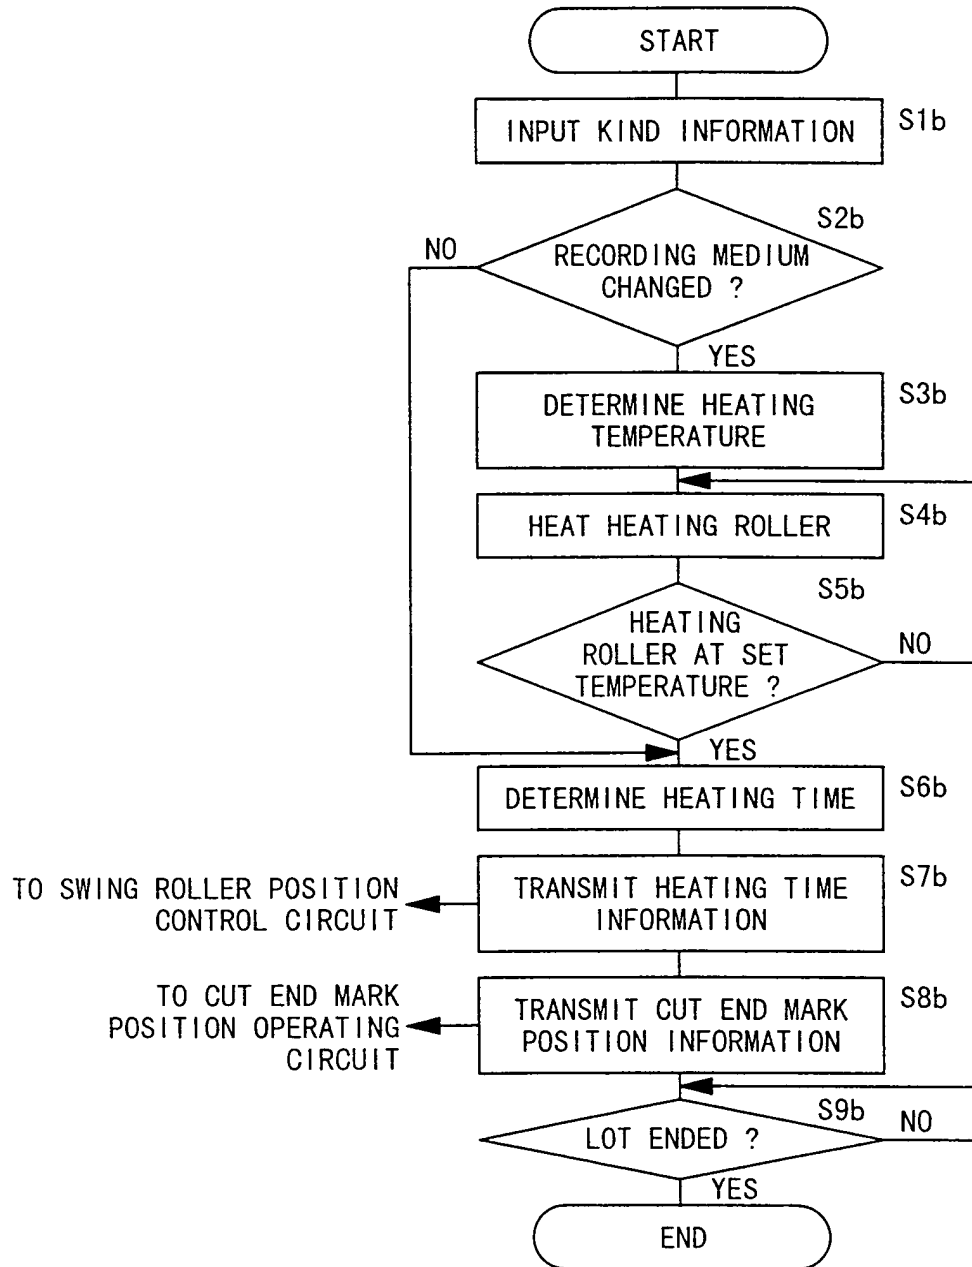 START
INPUT KIND INFORMATION
S1b
S2b
NO
RECORDING MEDIUM
CHANGED ?
YES
S3b
DETERMINE HEATING
TEMPERATURE
HEAT HEATING ROLLER
S4b
S5b
HEATING
ROLLER AT SET
TEMPERATURE ?
NO
YES
DETERMINE HEATING TIME
S6b
TO SWING ROLLER POSITION
CONTROL CIRCUIT
TRANSMIT HEATING TIME
INFORMATION
S7b
TO CUT END MARK
POSITION OPERATING
CIRCUIT
TRANSMIT CUT END MARK
POSITION INFORMATION
S8b
S9b
LOT ENDED ?
NO
YES
END